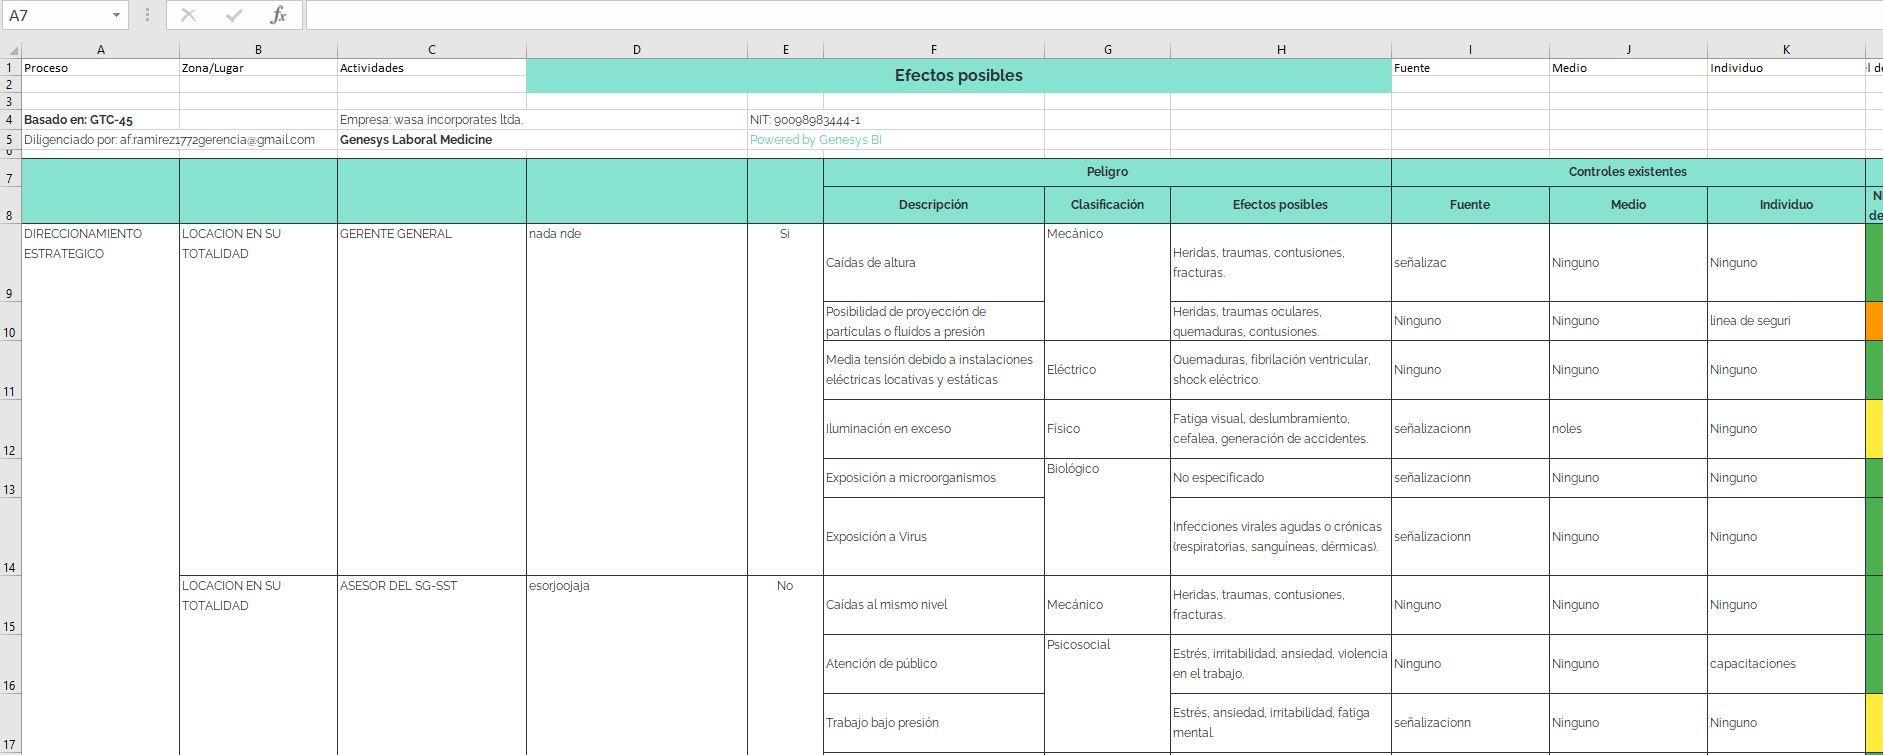 A7
fx
A B C D E F G H I J K
1 Proceso Zona/Lugar Actividades Efectos posibles Fuente Medio Individuo
2
3
4 Basado en: GTC-45 Empresa: wasa incorporates ltda. NIT: 90098983444-1
5 Diligenciado por: af.ramirez1772gerencia@gmail.com Genesys Laboral Medicine Powered by Genesys BI
6
7 Peligro Controles existentes
8 Descripción Clasificación Efectos posibles Fuente Medio Individuo
DIRECCIONAMIENTO LOCACION EN SU GERENTE GENERAL nada nde Si Mecánico
ESTRATEGICO TOTALIDAD
Caídas de altura Heridas, traumas, contusiones, señalizac Ninguno Ninguno
fracturas.
9
Posibilidad de proyección de Heridas, traumas oculares,
10 partículas o fluidos a presión quemaduras, contusiones. Ninguno Ninguno linea de seguri
Media tensión debido a instalaciones Quemaduras, fibrilación ventricular,
eléctricas locativas y estáticas Eléctrico shock eléctrico. Ninguno Ninguno Ninguno
11
Iluminación en exceso Físico Fatiga visual, deslumbramiento, señalizacionn noles Ninguno
cefalea, generación de accidentes.
12
Biológico
13 Exposición a microorganismos No especificado señalizacionn Ninguno Ninguno
Exposición a Virus Infecciones virales agudas o crónicas señalizacionn Ninguno Ninguno
(respiratorias, sanguíneas, dérmicas).
14
LOCACION EN SU ASESOR DEL SG-SST esorjoojaja No
TOTALIDAD
Caídas al mismo nivel Mecánico Heridas, traumas, contusiones, Ninguno Ninguno Ninguno
fracturas.
15
Psicosocial
Atención de público Estrés, irritabilidad, ansiedad, violencia Ninguno Ninguno capacitaciones
en el trabajo.
16
Trabajo bajo presión Estrés, ansiedad, irritabilidad, fatiga señalizacionn Ninguno Ninguno
mental.
17